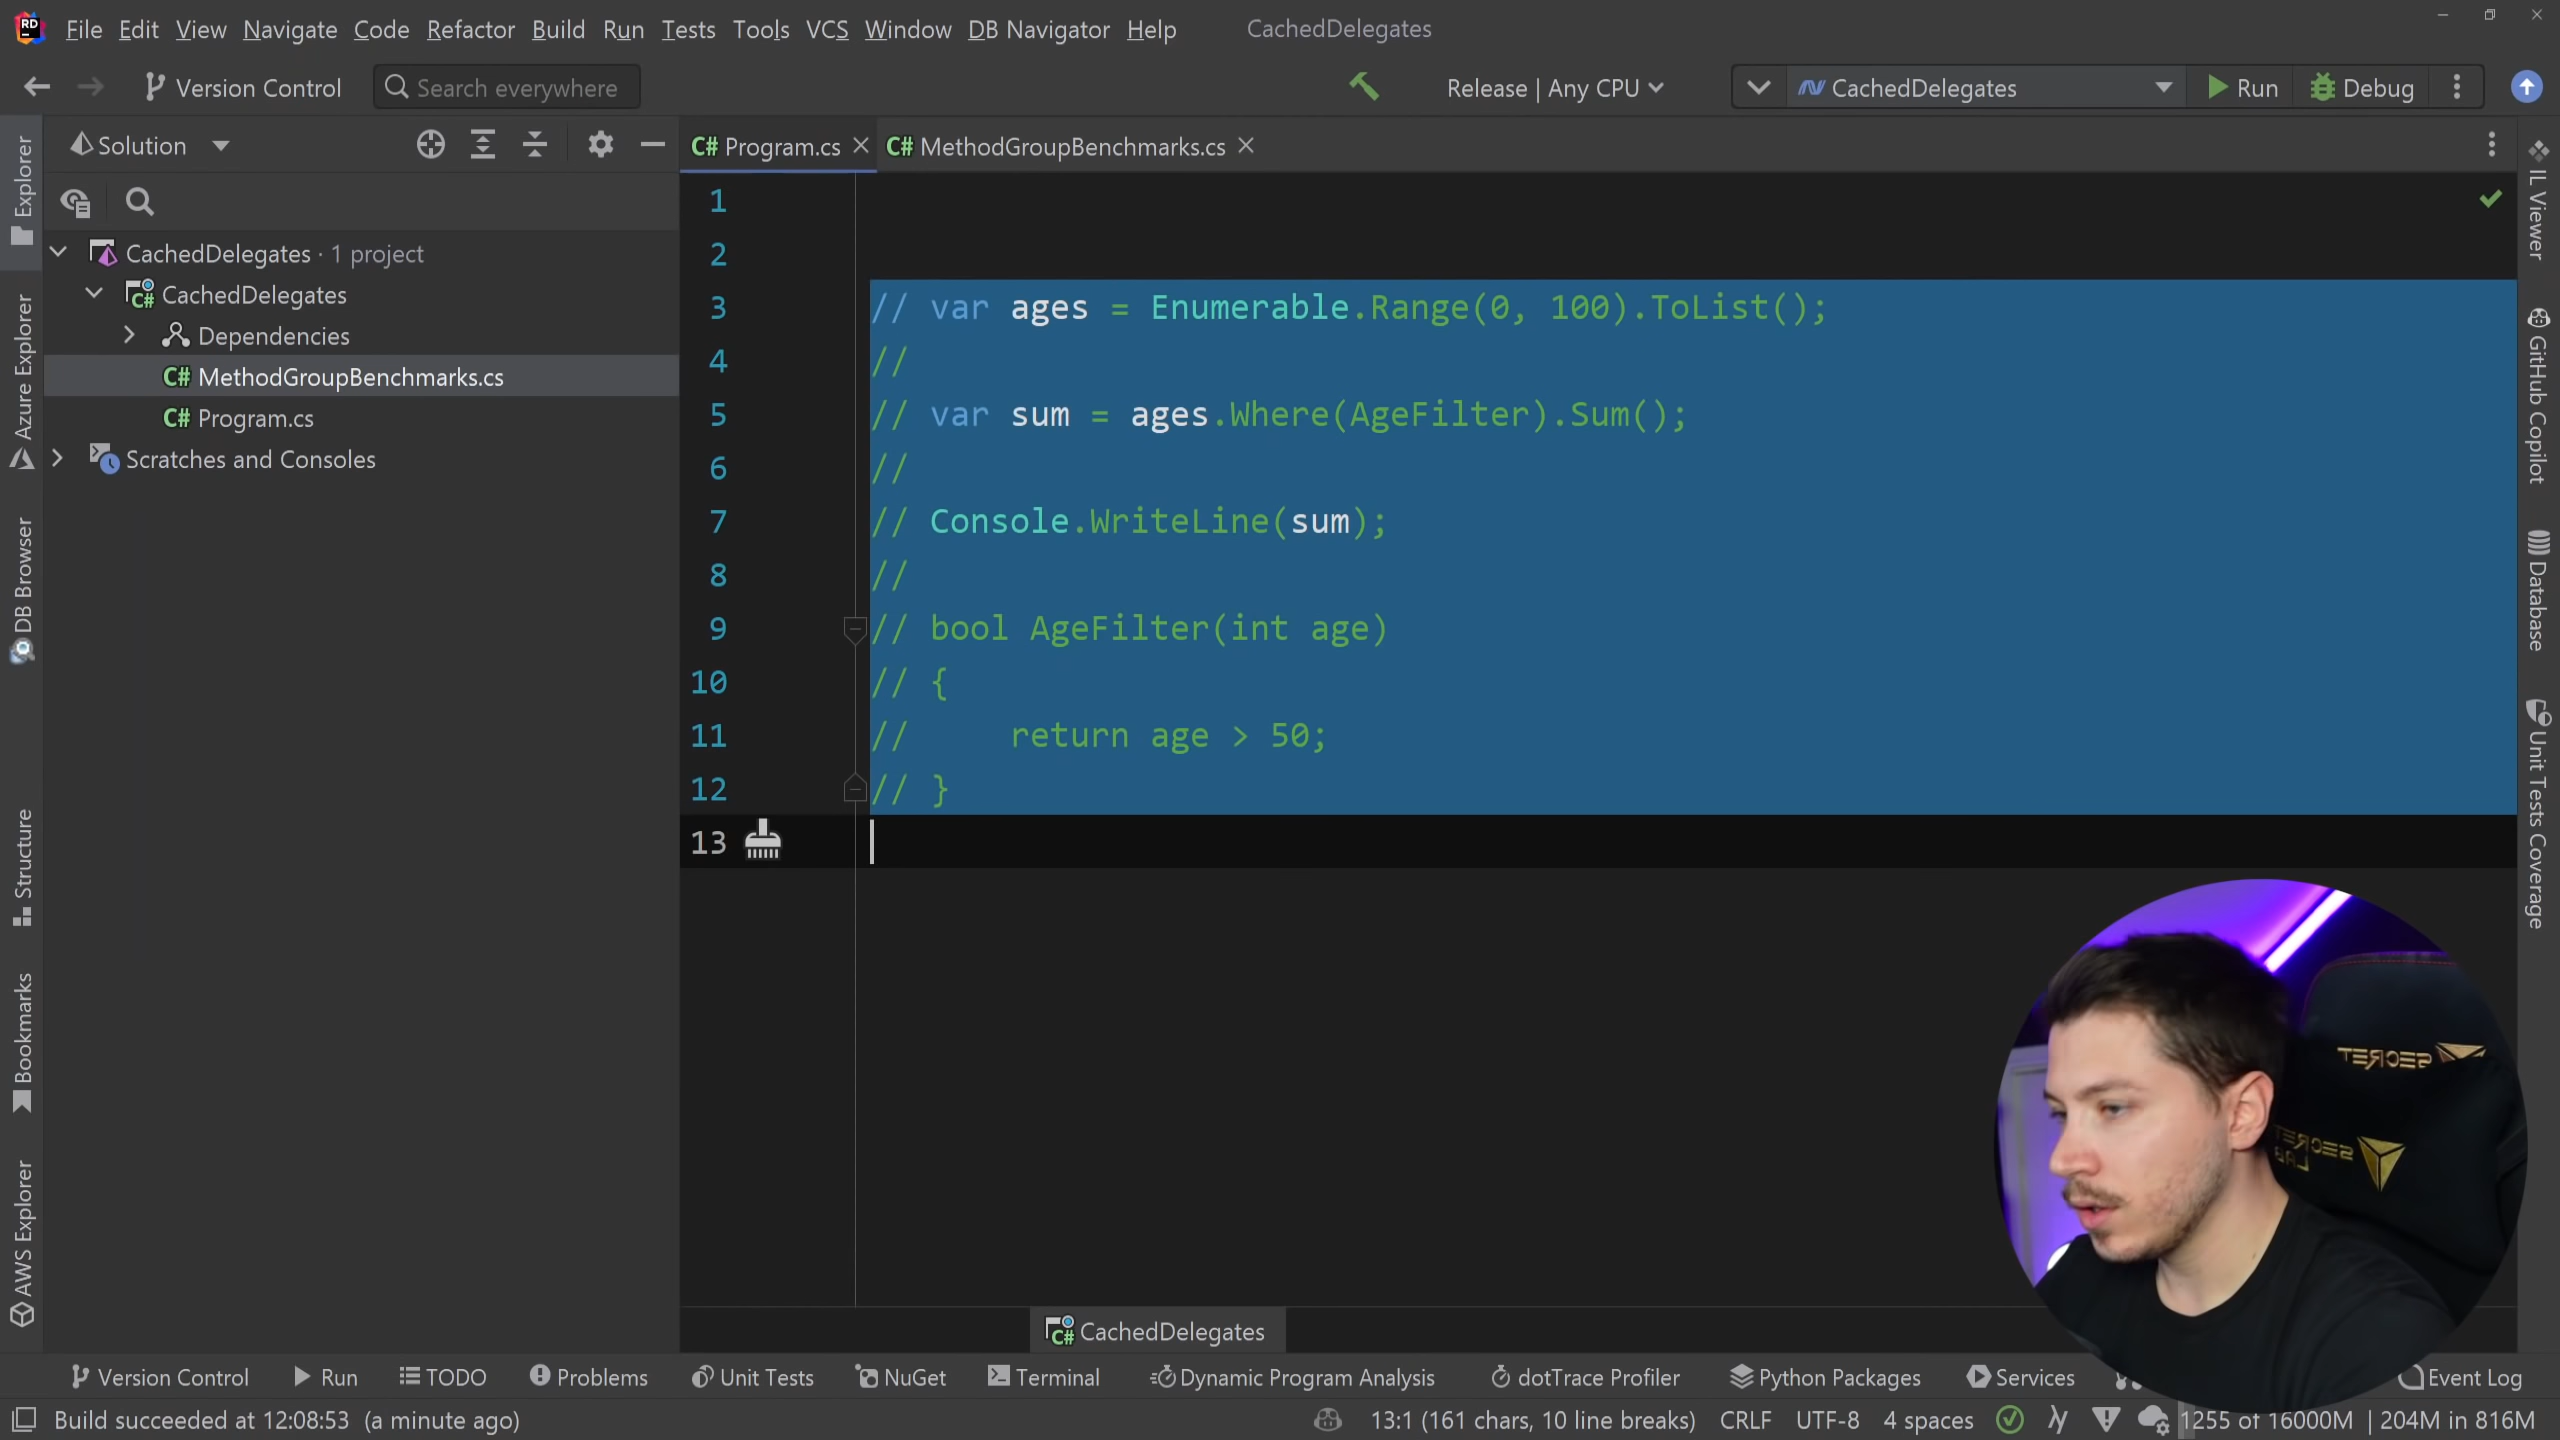 RD File Edit View Navigate Code Refactor Build Run Tests Tools VCS Window DB Navigator Help CachedDelegates
Version Control Search everywhere Release | Any CPU CachedDelegates Run Debug
Solution
C# Program.cs C# MethodGroupBenchmarks.cs
CachedDelegates · 1 project
C# CachedDelegates
Dependencies
C# MethodGroupBenchmarks.cs
C# Program.cs
Scratches and Consoles
Explorer
Azure Explorer
DB Browser
Structure
Bookmarks
AWS Explorer
1
2
3 // var ages = Enumerable.Range(0, 100).ToList();
4 //
5 // var sum = ages.Where(AgeFilter).Sum();
6 //
7 // Console.WriteLine(sum);
8 //
9 // bool AgeFilter(int age)
10 // {
11 //     return age > 50;
12 // }
13
IL Viewer
GitHub Copilot
Database
Unit Tests Coverage
SECRET
SECRET
LAB
C# CachedDelegates
Version Control Run TODO Problems Unit Tests NuGet Terminal Dynamic Program Analysis dotTrace Profiler Python Packages Services Event Log
Build succeeded at 12:08:53 (a minute ago) 13:1 (161 chars, 10 line breaks) CRLF UTF-8 4 spaces 1255 of 16000M | 204M in 816M